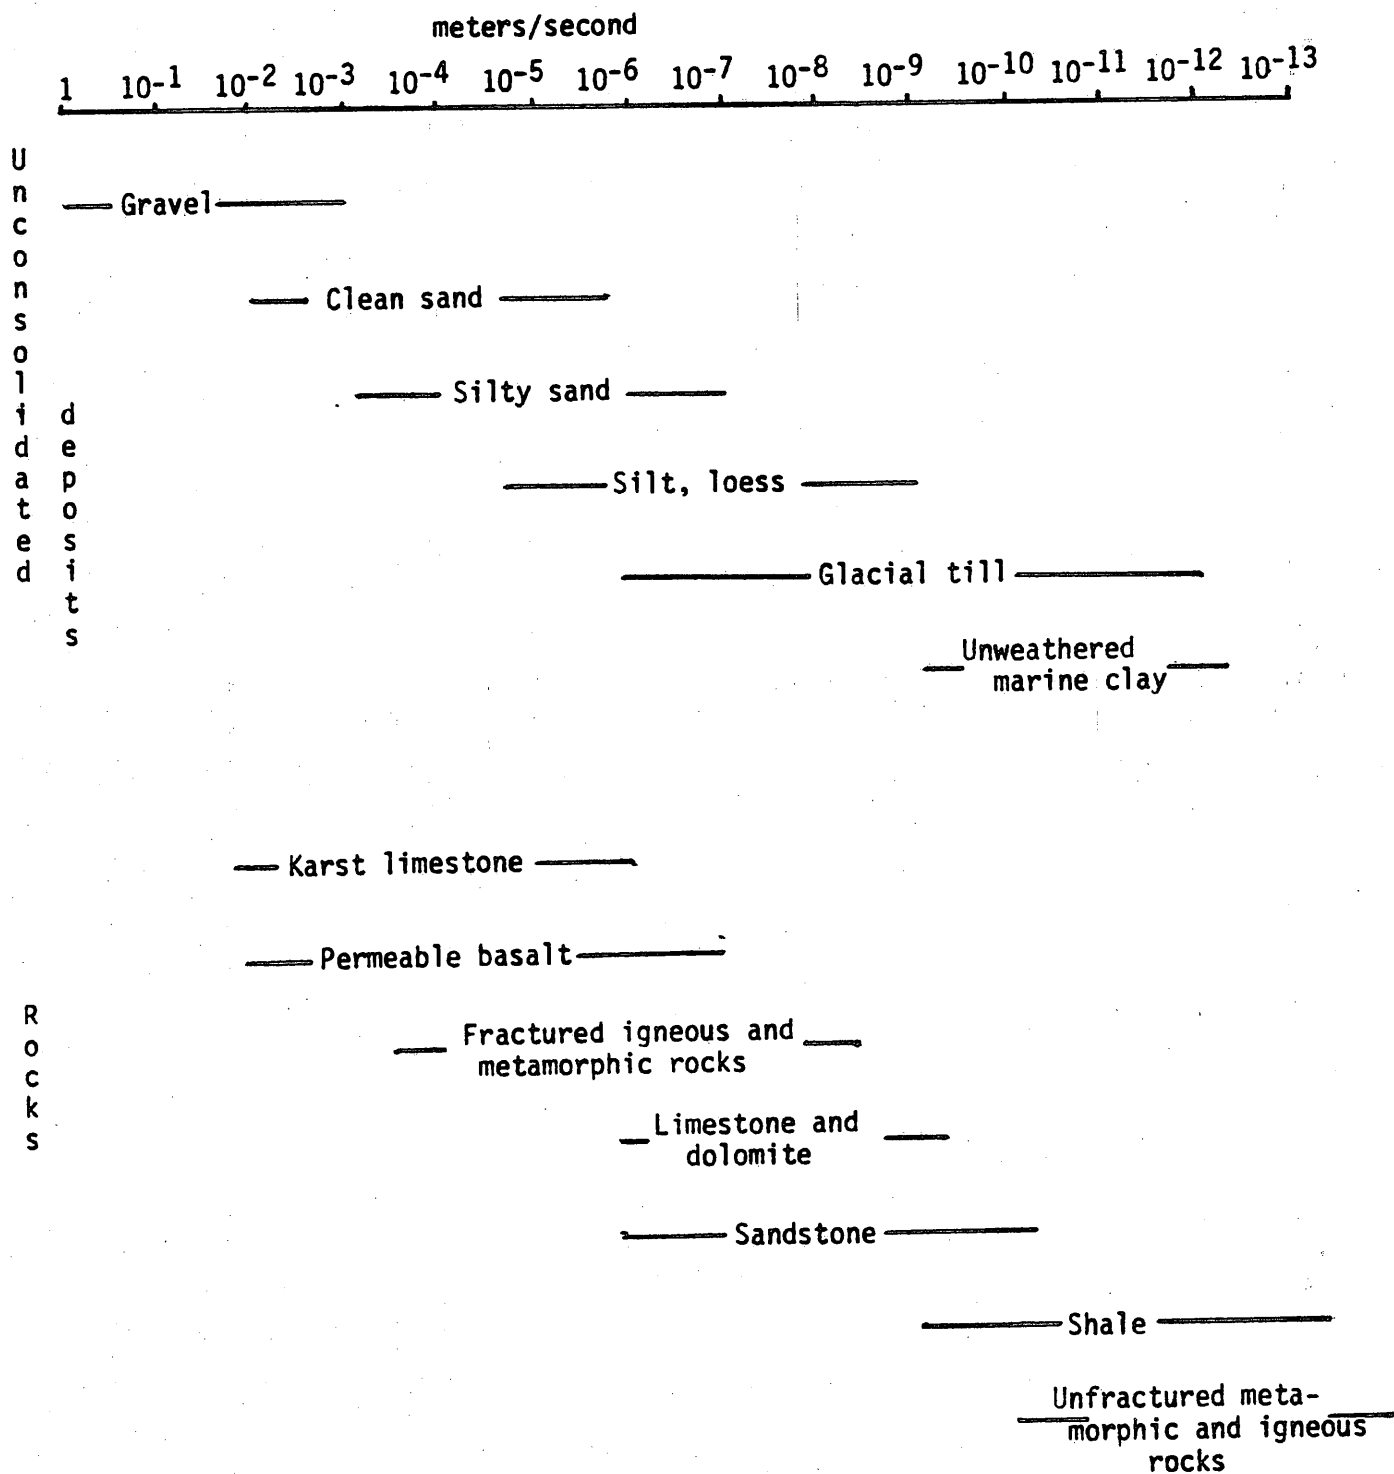 meters/second
1 10-1 10-2 10-3 10-4 10-5 10-6 10-7 10-8 10-9 10-10 10-11 10-12 10-13
Unconsolidated
deposits
Gravel
Clean sand
Silty sand
Silt, loess
Glacial till
Unweathered
marine clay
Rocks
Karst limestone
Permeable basalt
Fractured igneous and
metamorphic rocks
Limestone and
dolomite
Sandstone
Shale
Unfractured meta-
morphic and igneous
rocks